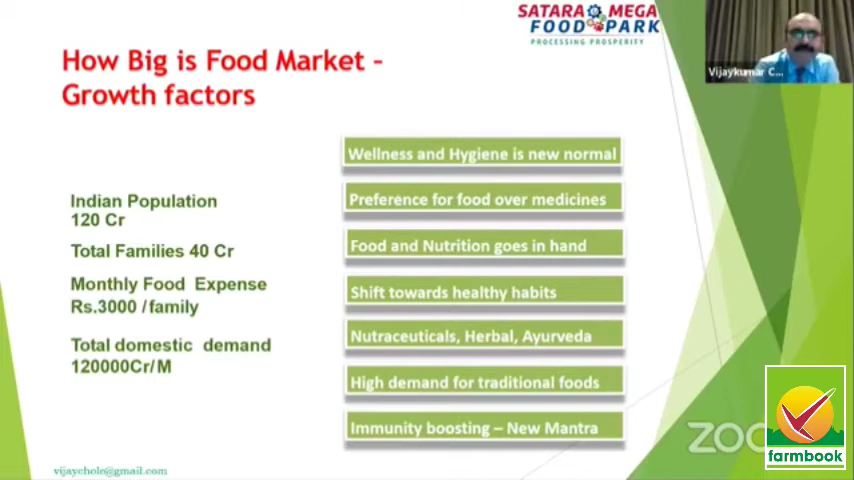 SATARA MEGA
FOOD PARK
PROCESSING PROSPERITY
Vijaykumar C...
How Big is Food Market –
Growth factors
Indian Population
120 Cr
Total Families 40 Cr
Monthly Food Expense
Rs.3000 /family
Total domestic demand
120000Cr/M
Wellness and Hygiene is new normal
Preference for food over medicines
Food and Nutrition goes in hand
Shift towards healthy habits
Nutraceuticals, Herbal, Ayurveda
High demand for traditional foods
Immunity boosting – New Mantra
farmbook
vijaychole@gmail.com